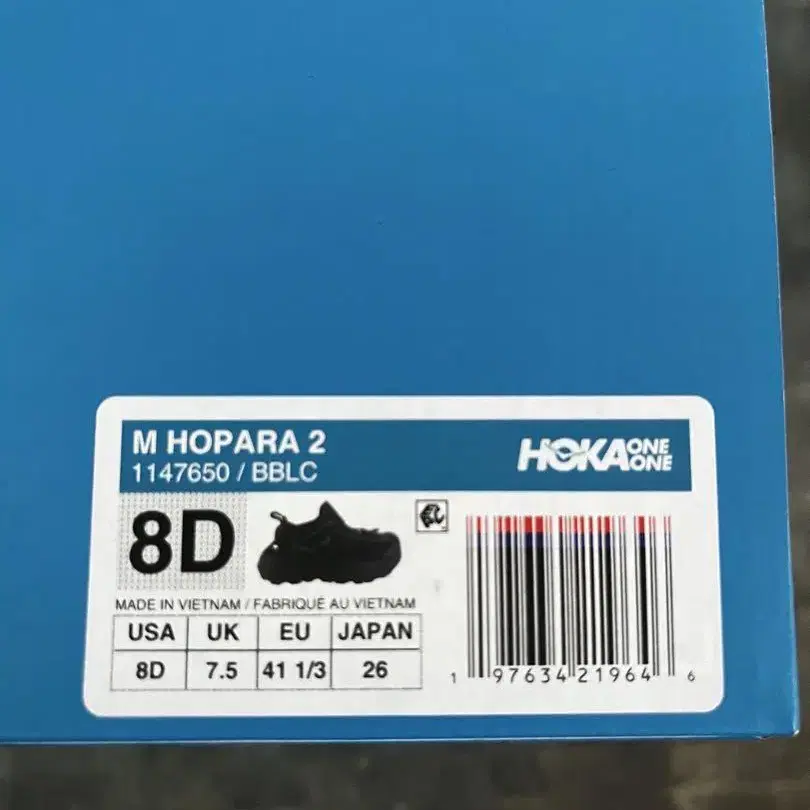 M HOPARA 2
1147650 / BBLC
HOKA ONE ONE
8D
MADE IN VIETNAM / FABRIQUÉ AU VIETNAM
USA UK EU JAPAN
8D 7.5 41 1/3 26
1 97634 21964 6